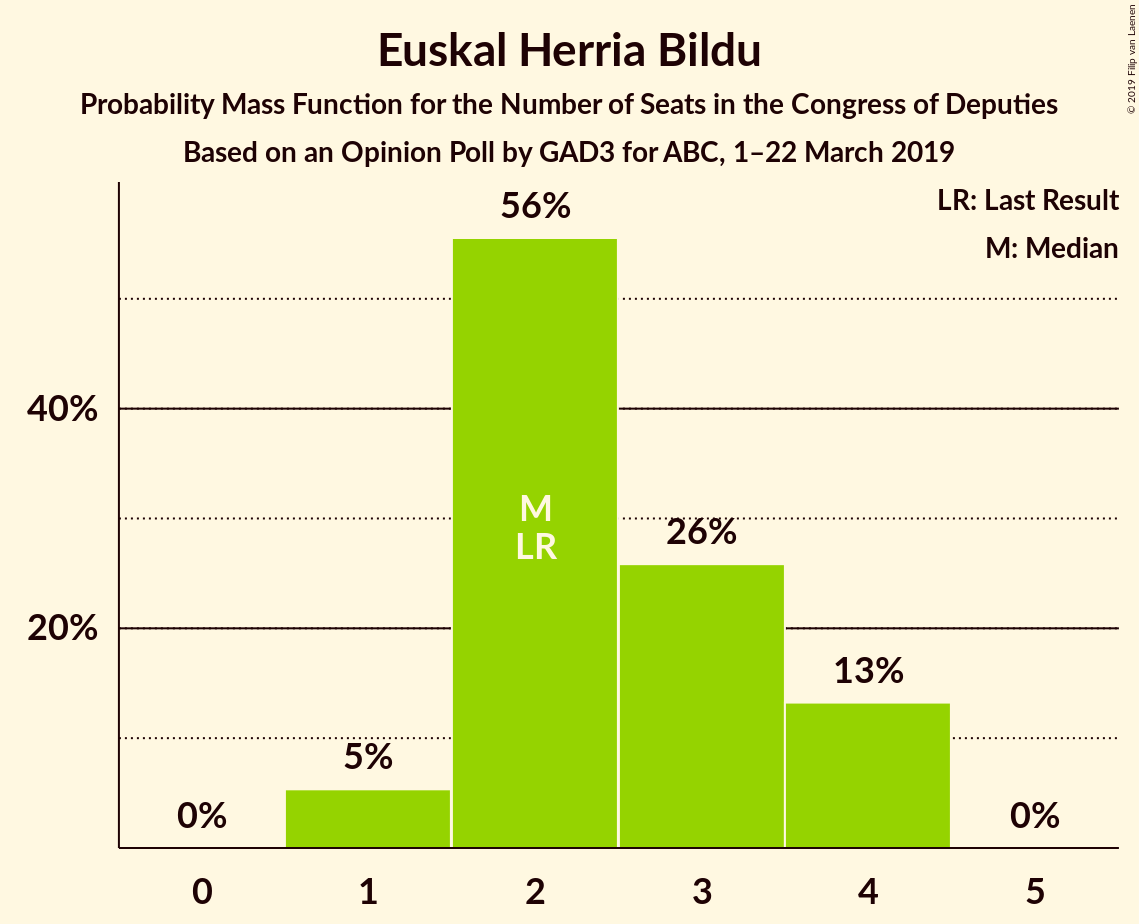 Euskal Herria Bildu
Probability Mass Function for the Number of Seats in the Congress of Deputies
Based on an Opinion Poll by GAD3 for ABC, 1–22 March 2019
© 2019 Filip van Laenen
LR: Last Result
M: Median
56%
40%
M
LR
26%
20%
13%
5%
0%
0%
0 1 2 3 4 5